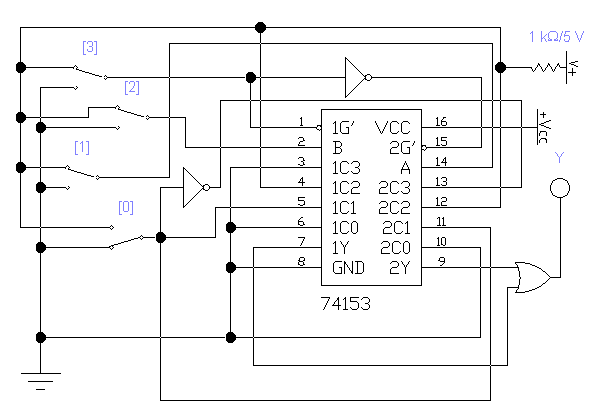 1 kΩ/5 V
V+
[3]
[2]
[1]
[0]
+Vcc
Y
1 1G' VCC 16
2 B 2G' 15
3 1C3 A 14
4 1C2 2C3 13
5 1C1 2C2 12
6 1C0 2C1 11
7 1Y 2C0 10
8 GND 2Y 9
74153